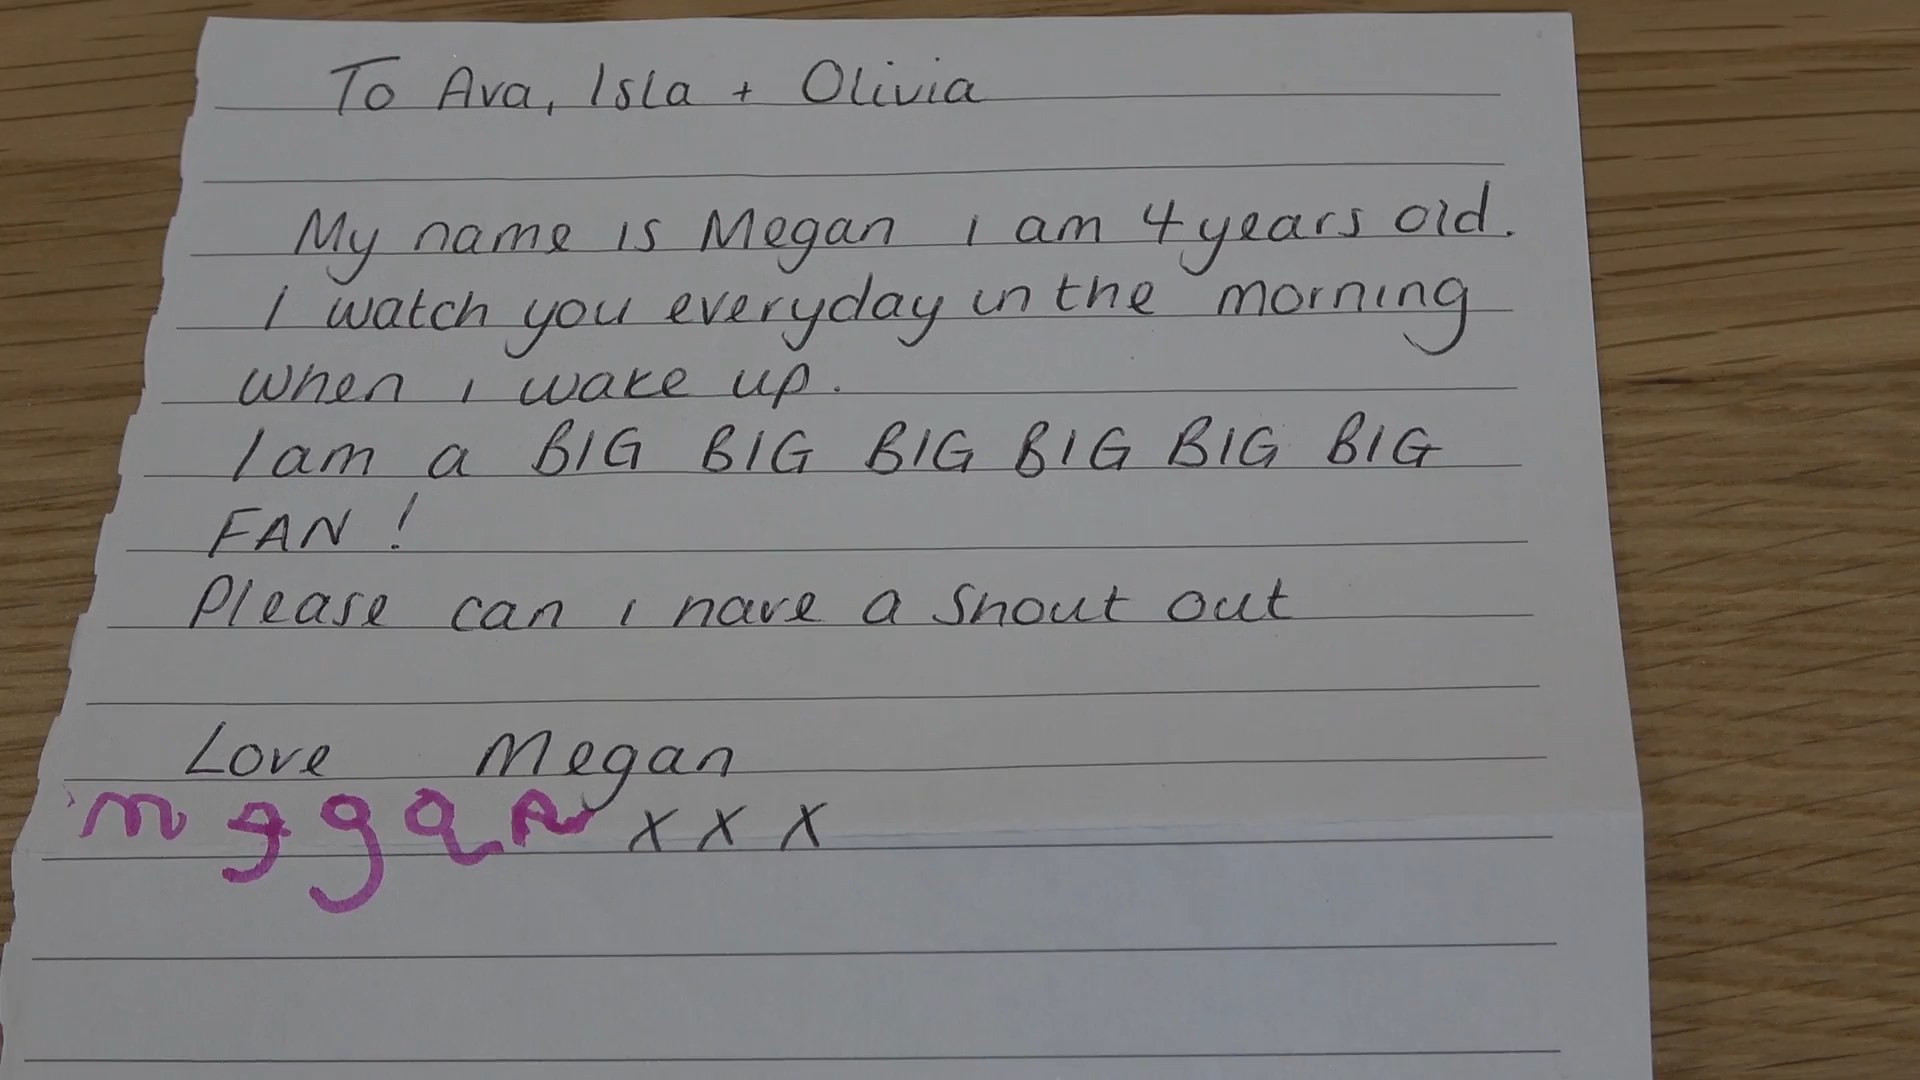 To Ava, Isla + Olivia
My name is Megan i am 4 years old.
I watch you everyday in the morning
when i wake up.
I am a BIG BIG BIG BIG BIG BIG
FAN!
Please can i have a shout out
Love Megan
megan x x x